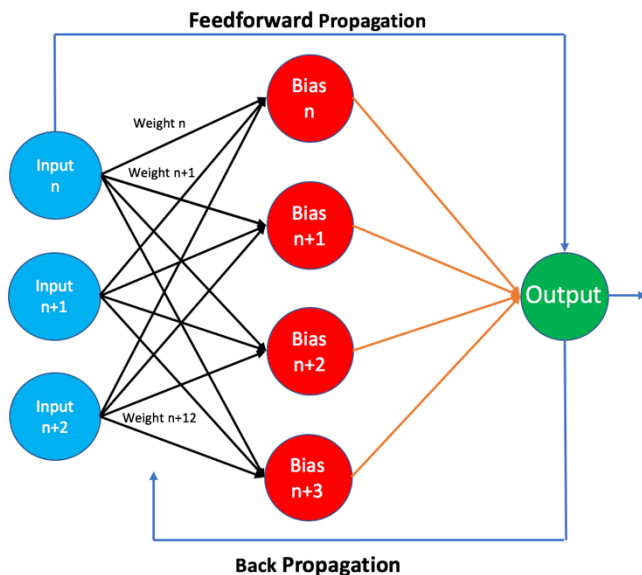 Feedforward Propagation
Bias
n
Weight n
Input
n
Weight n+1
Bias
n+1
Input
n+1
Output
Bias
n+2
Input
n+2
Weight n+12
Bias
n+3
Back Propagation